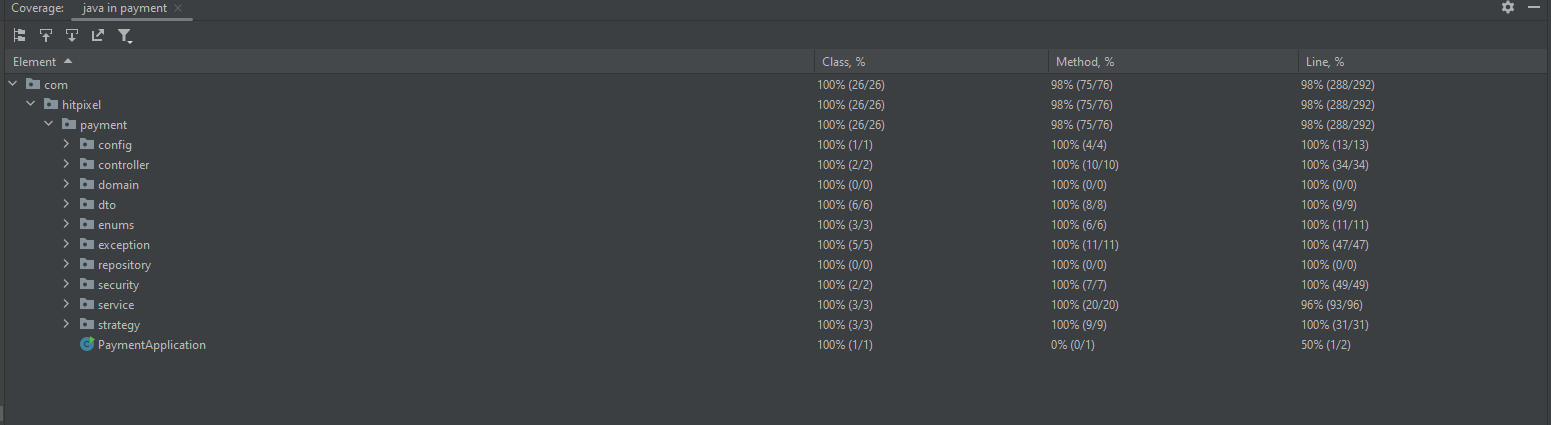 Coverage: java in payment
Element Class, % Method, % Line, %
com 100% (26/26) 98% (75/76) 98% (288/292)
hitpixel 100% (26/26) 98% (75/76) 98% (288/292)
payment 100% (26/26) 98% (75/76) 98% (288/292)
config 100% (1/1) 100% (4/4) 100% (13/13)
controller 100% (2/2) 100% (10/10) 100% (34/34)
domain 100% (0/0) 100% (0/0) 100% (0/0)
dto 100% (6/6) 100% (8/8) 100% (9/9)
enums 100% (3/3) 100% (6/6) 100% (11/11)
exception 100% (5/5) 100% (11/11) 100% (47/47)
repository 100% (0/0) 100% (0/0) 100% (0/0)
security 100% (2/2) 100% (7/7) 100% (49/49)
service 100% (3/3) 100% (20/20) 96% (93/96)
strategy 100% (3/3) 100% (9/9) 100% (31/31)
PaymentApplication 100% (1/1) 0% (0/1) 50% (1/2)